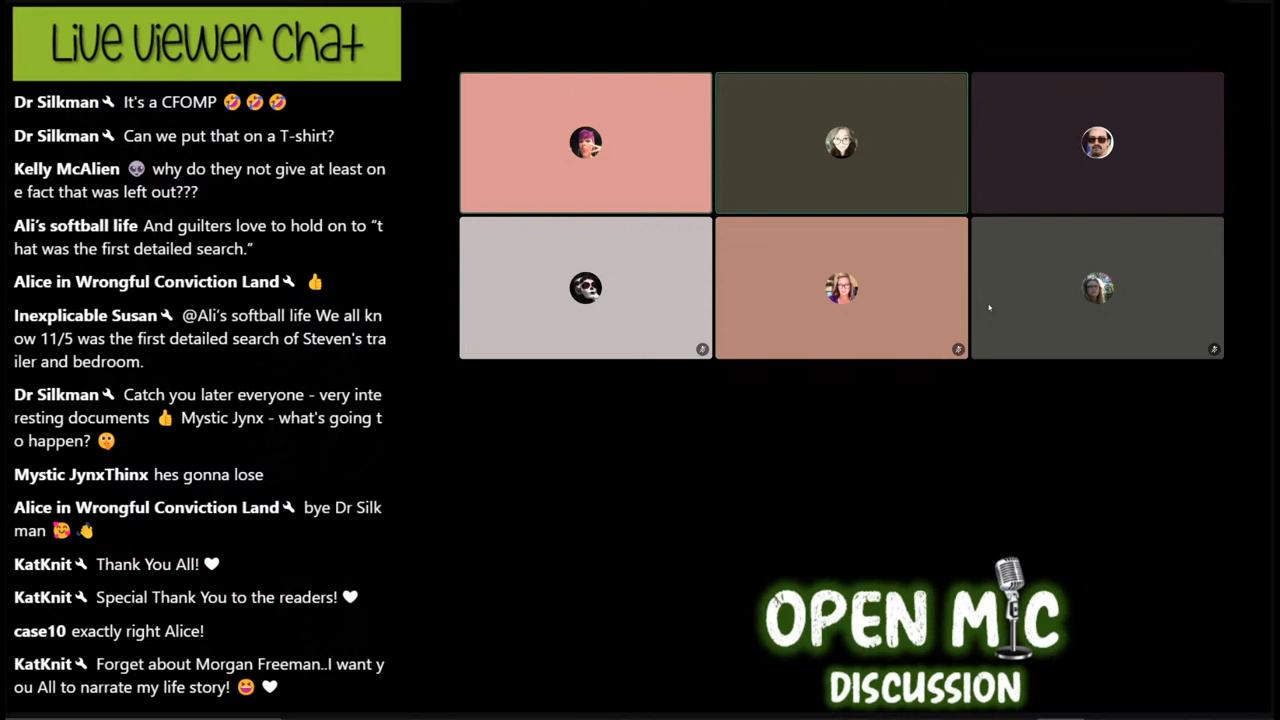 Live Viewer Chat
Dr Silkman It's a CFOMP 🤣 🤣 🤣
Dr Silkman Can we put that on a T-shirt?
Kelly McAlien 👽 why do they not give at least on
e fact that was left out???
Ali’s softball life And guilters love to hold on to “t
hat was the first detailed search.”
Alice in Wrongful Conviction Land 👍
Inexplicable Susan @Ali’s softball life We all kn
ow 11/5 was the first detailed search of Steven's tra
iler and bedroom.
Dr Silkman Catch you later everyone - very inte
resting documents 👍 Mystic Jynx - what's going t
o happen? 🤫
Mystic JynxThinx hes gonna lose
Alice in Wrongful Conviction Land bye Dr Silk
man 🥰 👋
KatKnit Thank You All! 🤍
KatKnit Special Thank You to the readers! 🤍
case10 exactly right Alice!
KatKnit Forget about Morgan Freeman..I want y
ou All to narrate my life story! 😆 🤍
OPEN MIC
DISCUSSION